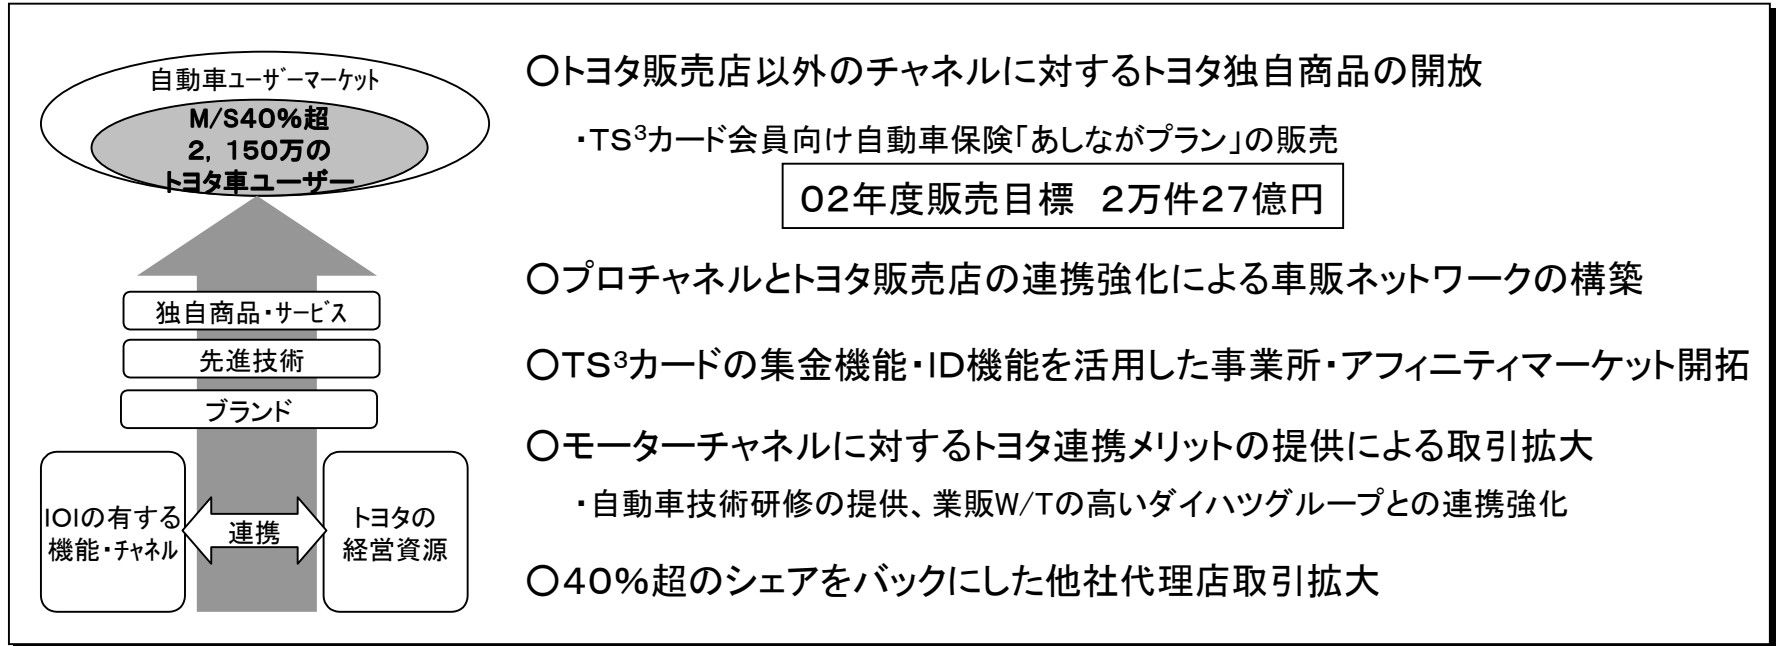 自動車ユーザーマーケット
M/S40%超
2,150万の
トヨタ車ユーザー
独自商品・サービス
先進技術
ブランド
IOIの有する
機能・チャネル
連携
トヨタの
経営資源
○トヨタ販売店以外のチャネルに対するトヨタ独自商品の開放
・TS³カード会員向け自動車保険「あしながプラン」の販売
02年度販売目標 2万件27億円
○プロチャネルとトヨタ販売店の連携強化による車販ネットワークの構築
○TS³カードの集金機能・ID機能を活用した事業所・アフィニティマーケット開拓
○モーターチャネルに対するトヨタ連携メリットの提供による取引拡大
・自動車技術研修の提供、業販W/Tの高いダイハツグループとの連携強化
○40%超のシェアをバックにした他社代理店取引拡大